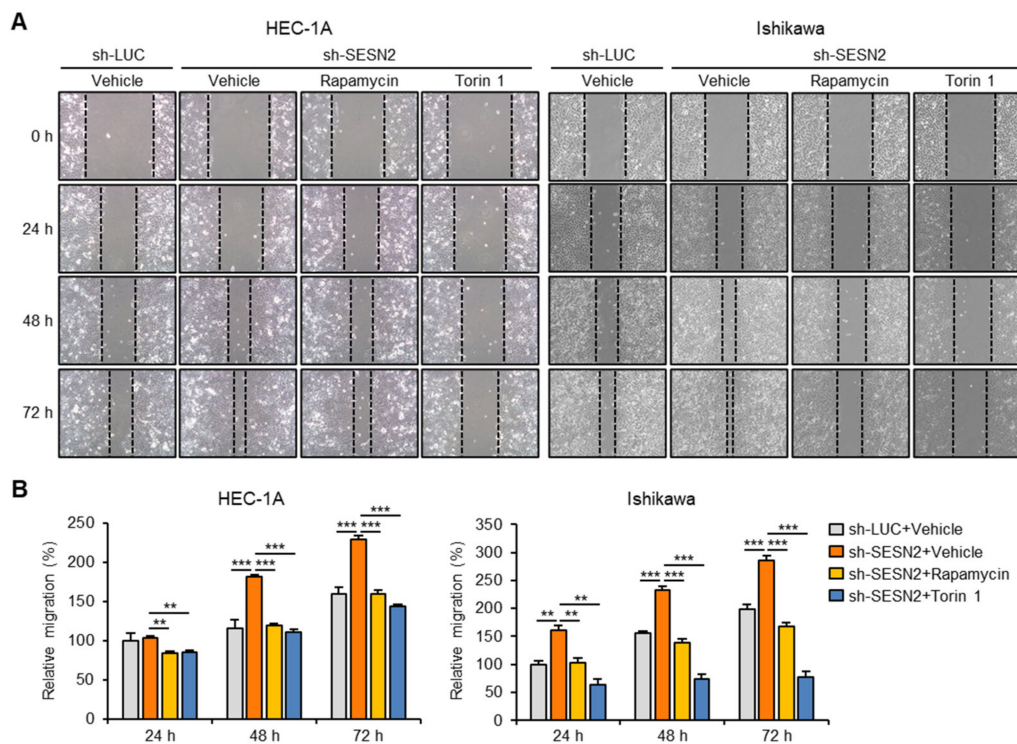 A
HEC-1A
Ishikawa
sh-LUC
sh-SESN2
sh-LUC
sh-SESN2
Vehicle
Vehicle
Rapamycin
Torin 1
Vehicle
Vehicle
Rapamycin
Torin 1
0 h
24 h
48 h
72 h
B
HEC-1A
Relative migration (%)
250
200
150
100
50
0
**
**
***
***
***
***
***
***
24 h
48 h
72 h
Ishikawa
Relative migration (%)
350
300
250
200
150
100
50
0
**
**
**
***
***
***
***
***
***
24 h
48 h
72 h
sh-LUC+Vehicle
sh-SESN2+Vehicle
sh-SESN2+Rapamycin
sh-SESN2+Torin 1